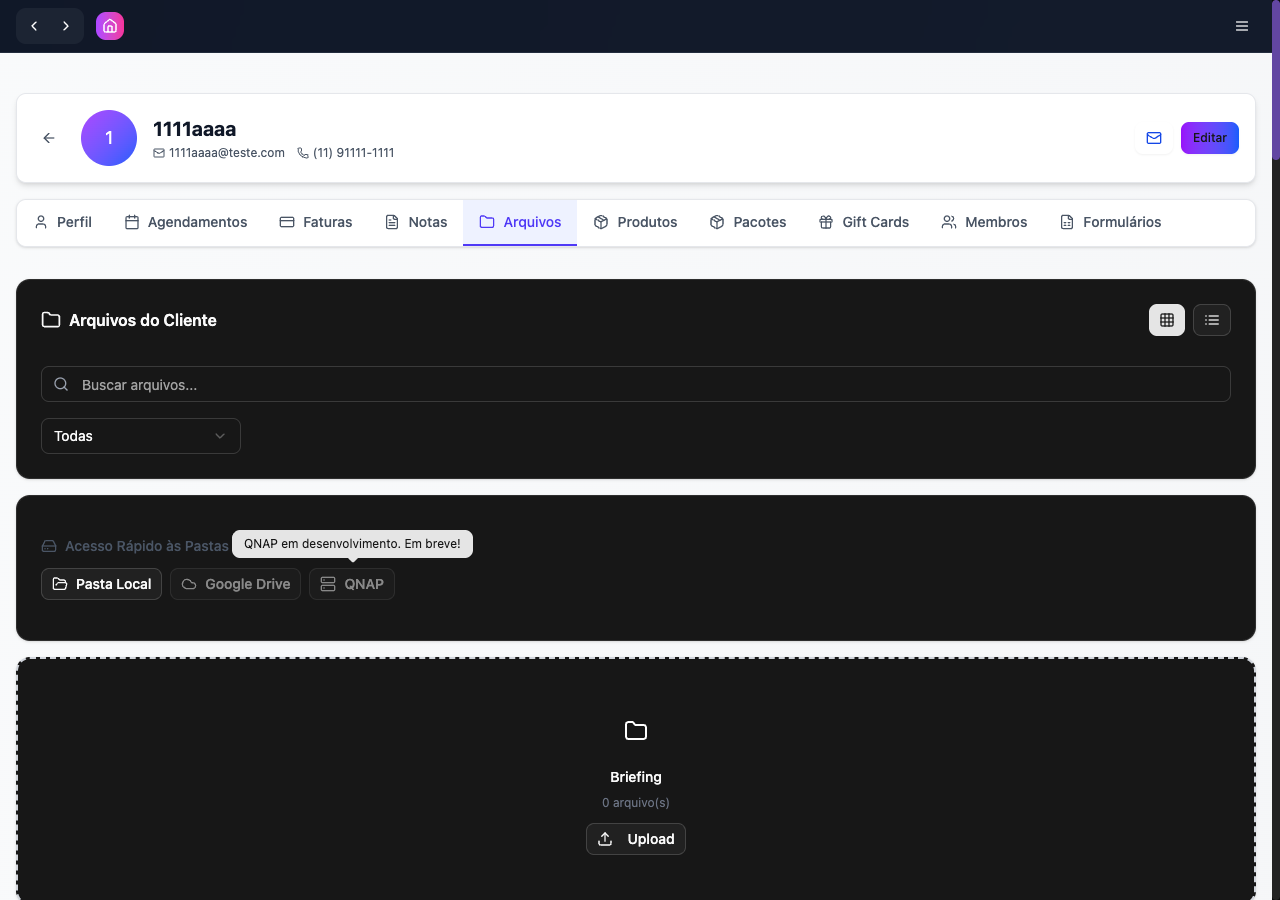 1
1111aaaa
1111aaaa@teste.com (11) 91111-1111
Editar
Perfil Agendamentos Faturas Notas Arquivos Produtos Pacotes Gift Cards Membros Formulários
Arquivos do Cliente
Buscar arquivos...
Todas
Acesso Rápido às Pastas
QNAP em desenvolvimento. Em breve!
Pasta Local Google Drive QNAP
Briefing
0 arquivo(s)
Upload